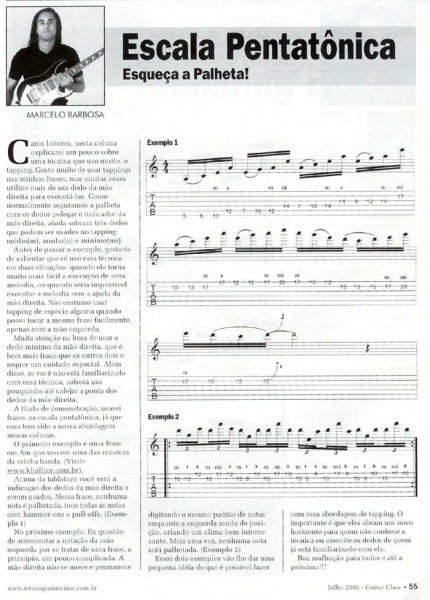 Escala Pentatônica
Esqueça a Palheta!
MARCELO BARBOSA
Caros leitores, nesta coluna
explicarei um pouco sobre
uma técnica que uso muito, o
tapping. Gosto muito de usar tappings
nas minhas frases, mas muitas vezes
utilizo mais de um dedo da mão
direita para executá-las. Como
normalmente seguramos a palheta
com os dedos polegar e indicador da
mão direita, ainda sobram três dedos
que podem ser usados no tapping:
médio(m), anular(a) e mínimo(mi).
Antes de passar o exemplo, gostaria
de salientar que só uso essa técnica
em duas situações: quando ela torna
muito mais fácil a execução de uma
melodia, ou quando seria impossível
executar a melodia sem a ajuda da
mão direita. Não costumo usar
tapping de espécie alguma quando
posso tocar a mesma frase facilmente,
apenas com a mão esquerda.
Muita atenção na hora de usar o
dedo mínimo da mão direita, que é
bem mais fraco que os outros dois e
requer um cuidado especial. Além
disso, se você não está familiarizado
com essa técnica, sofrerá um
pouquinho até calejar a ponta dos
dedos da mão direita.
A título de demonstração, usarei
frases na escala pentatônica, já que
essa tem sido a nossa abordagem
nessas colunas.
O primeiro exemplo é uma frase
em Am que uso em uma das músicas
da minha banda. (Visite
www.khallice.com.br).
Acima da tablatura você verá a
indicação dos dedos da mão direita a
serem usados. Nessa frase, nenhuma
nota é palhetada, toco todas as notas
com hammer-ons e pull-offs. (Exem-
plo 1)
No próximo exemplo, fiz questão
de acrescentar a notação da mão
esquerda por se tratar de uma frase, a
princípio, um pouco complicada. A
mão direita não se move e permanece
Exemplo 1
Exemplo 2
digitando o mesmo padrão de notas
enquanto a esquerda muda de posi-
ção, criando um clima bem interes-
sante. Mais uma vez, nenhuma nota
será palhetada. (Exemplo 2)
Esses dois exemplos vão lhe dar uma
pequena idéia do que é possível fazer
com essa abordagem de tapping. O
importante é que eles abram um novo
horizonte para quem não conhece a
técnica ou exercite os dedos de quem
já está familiarizado com ela.
Boa malhação para todos e até a
próxima!!!
www.revistaguitarclass.com.br
Guitar Class • 55